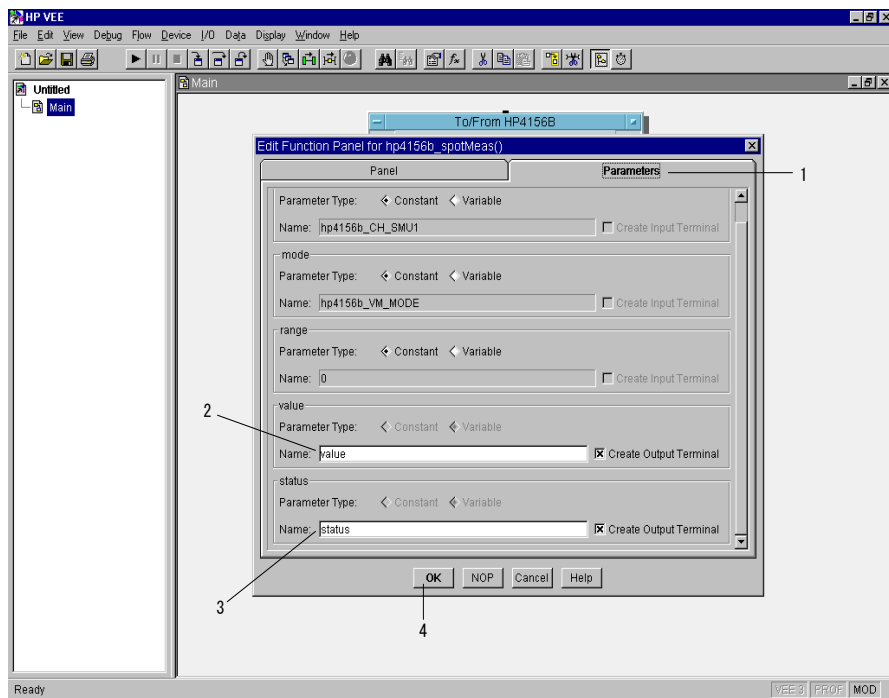 HP VEE
File Edit View Debug Flow Device I/O Data Display Window Help
Untitled
Main
Main
To/From HP4156B
Edit Function Panel for hp4156b_spotMeas()
Panel
Parameters
1
Parameter Type: Constant Variable
Name: hp4156b_CH_SMU1 Create Input Terminal
mode
Parameter Type: Constant Variable
Name: hp4156b_VM_MODE Create Input Terminal
range
Parameter Type: Constant Variable
Name: 0 Create Input Terminal
value
2
Parameter Type: Constant Variable
Name: value Create Output Terminal
status
Parameter Type: Constant Variable
Name: status Create Output Terminal
OK NOP Cancel Help
3
4
Ready
VEE 3 PROF MOD